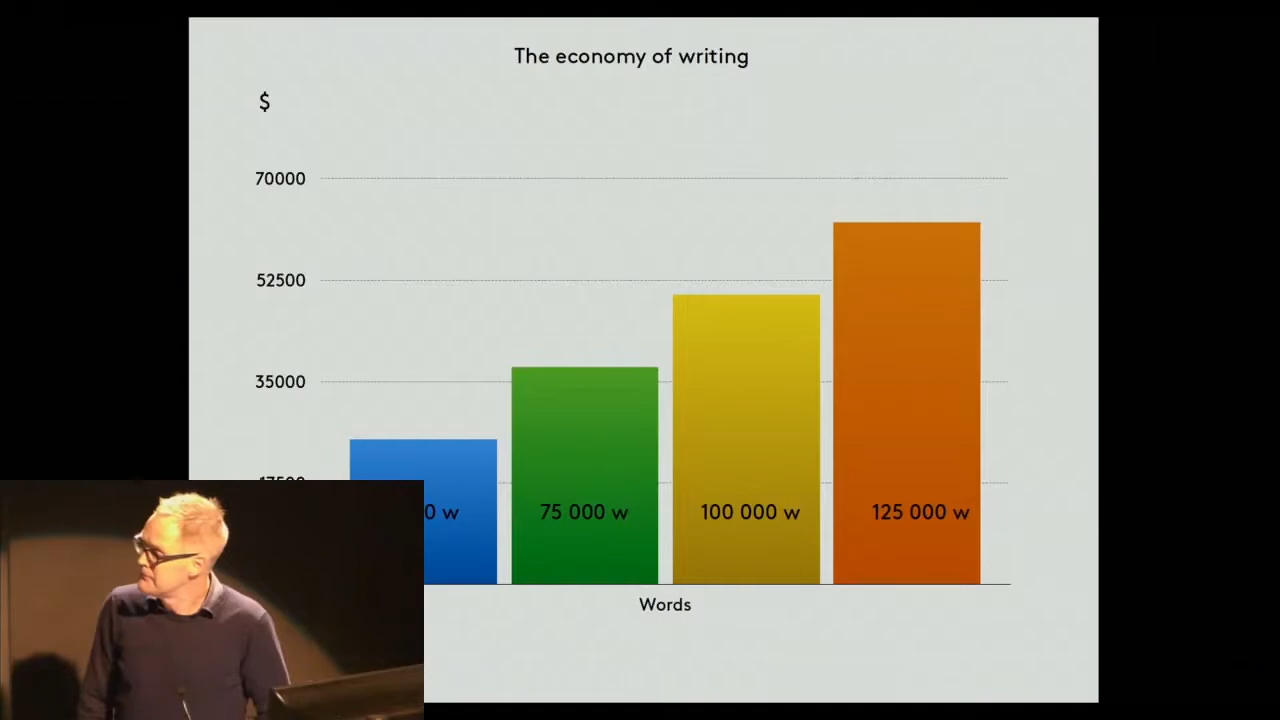 The economy of writing
$
70000
52500
35000
0 w
75 000 w
100 000 w
125 000 w
Words